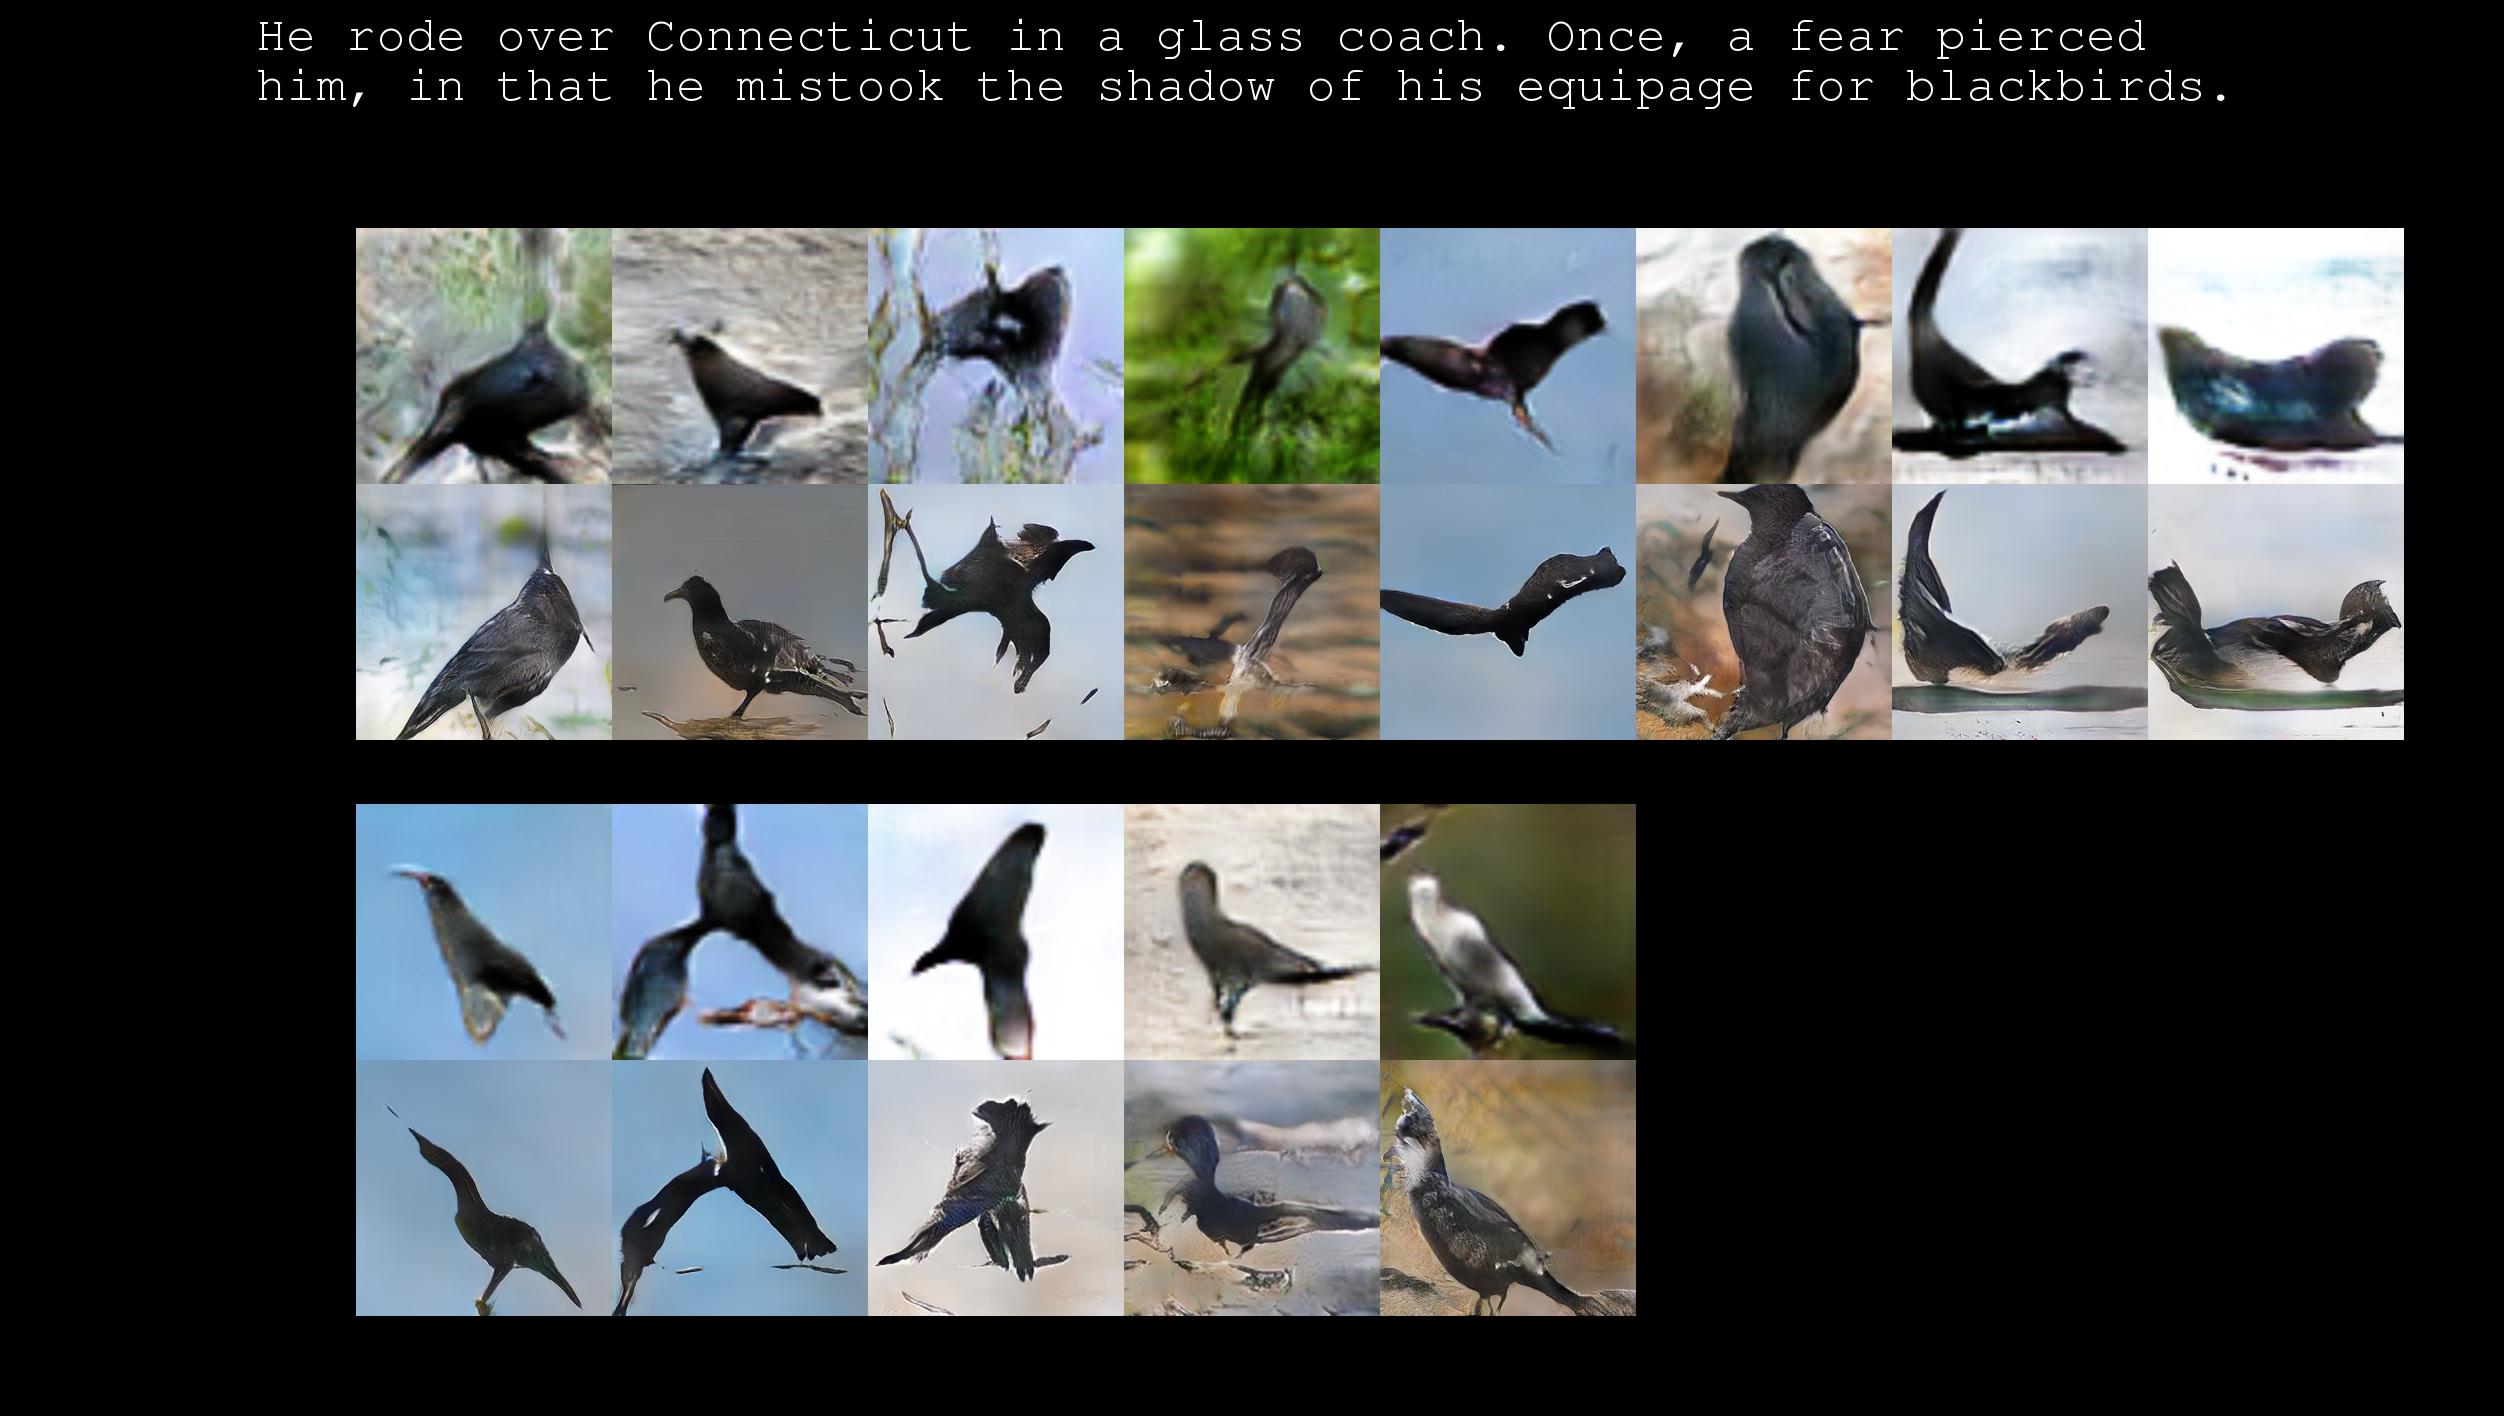 He rode over Connecticut in a glass coach. Once, a fear pierced
him, in that he mistook the shadow of his equipage for blackbirds.